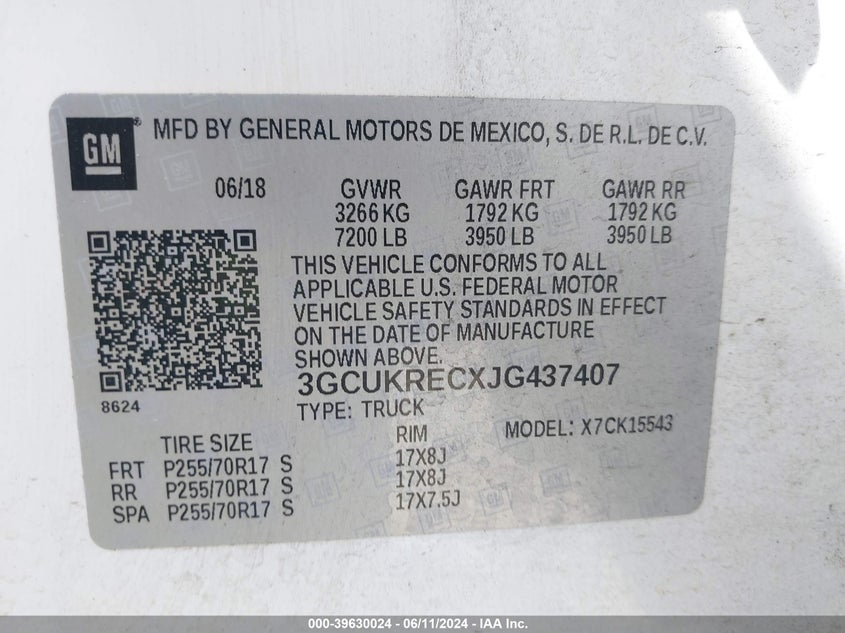 GM ® MFD BY GENERAL MOTORS DE MEXICO, S. DE R.L. DE C.V.
06/18 GVWR GAWR FRT GAWR RR
3266 KG 1792 KG 1792 KG
7200 LB 3950 LB 3950 LB
THIS VEHICLE CONFORMS TO ALL
APPLICABLE U.S. FEDERAL MOTOR
VEHICLE SAFETY STANDARDS IN EFFECT
ON THE DATE OF MANUFACTURE
SHOWN ABOVE.
8624
3GCUKRECXJG437407
TYPE: TRUCK
MODEL: X7CK15543
TIRE SIZE RIM
FRT P255/70R17 S 17X8J
RR P255/70R17 S 17X8J
SPA P255/70R17 S 17X7.5J
000-39630024 - 06/11/2024 - IAA Inc.